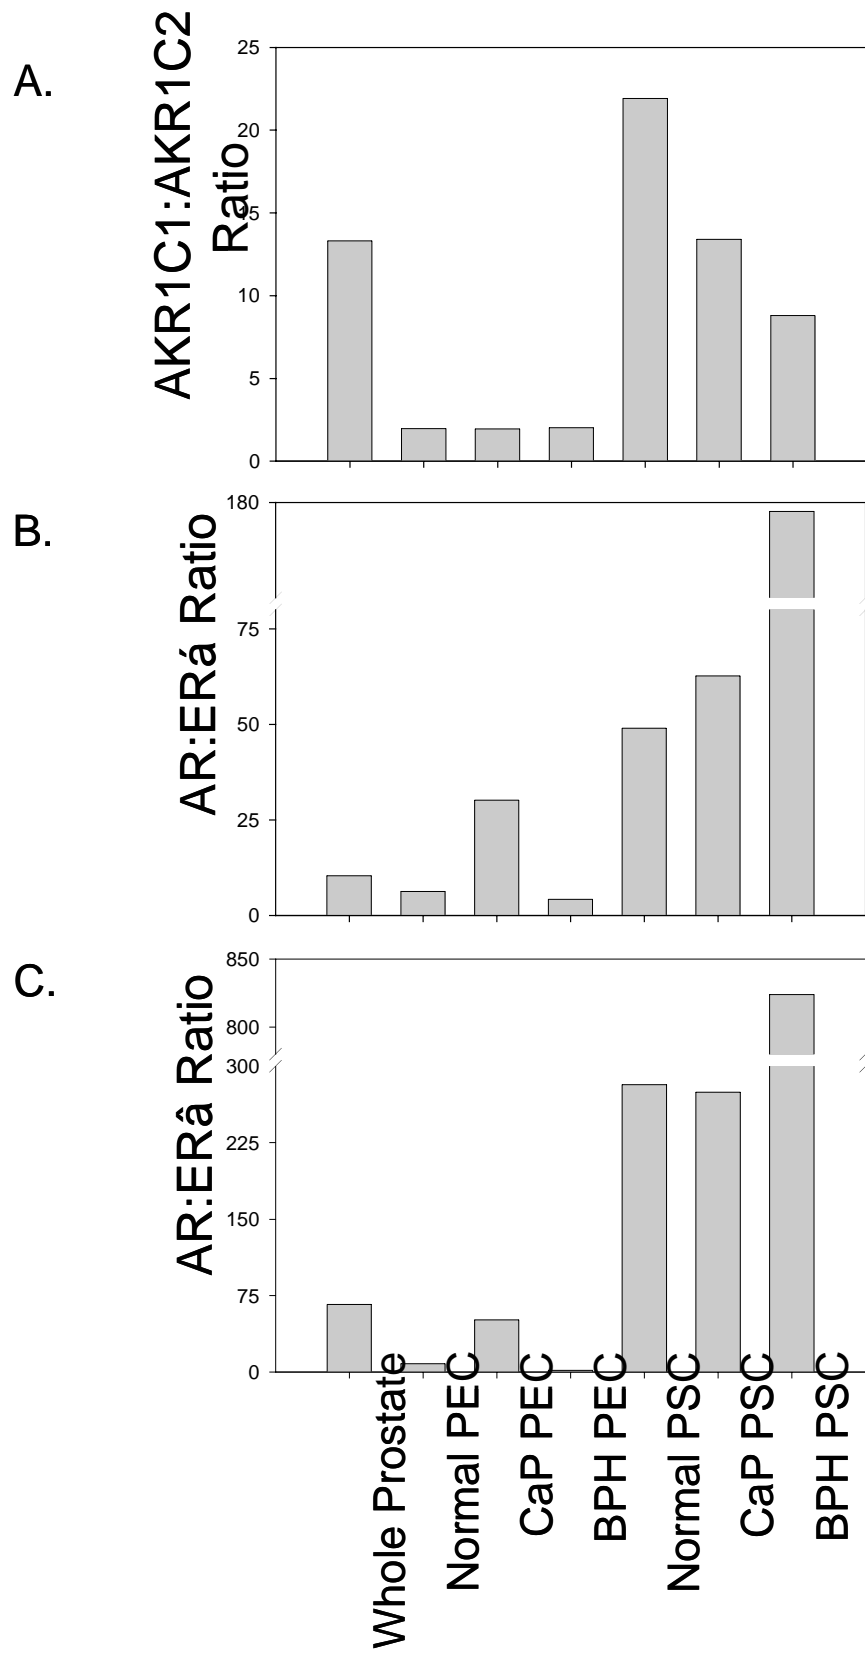 A.
AKR1C1:AKR1C2
Ratio
25
20
15
10
5
0
B.
AR:ERá Ratio
180
75
50
25
0
C.
AR:ERâ Ratio
850
800
300
225
150
75
0
Whole Prostate
Normal PEC
CaP PEC
BPH PEC
Normal PSC
CaP PSC
BPH PSC